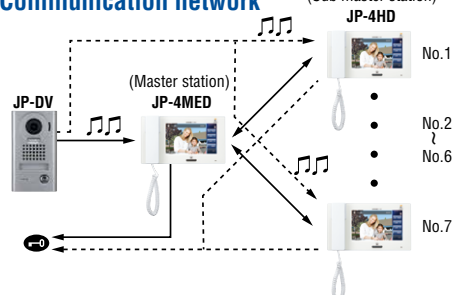 Communication network
(Sub master station)
JP-4HD
No.1
(Master station)
JP-4MED
JP-DV
No.2
~
No.6
No.7